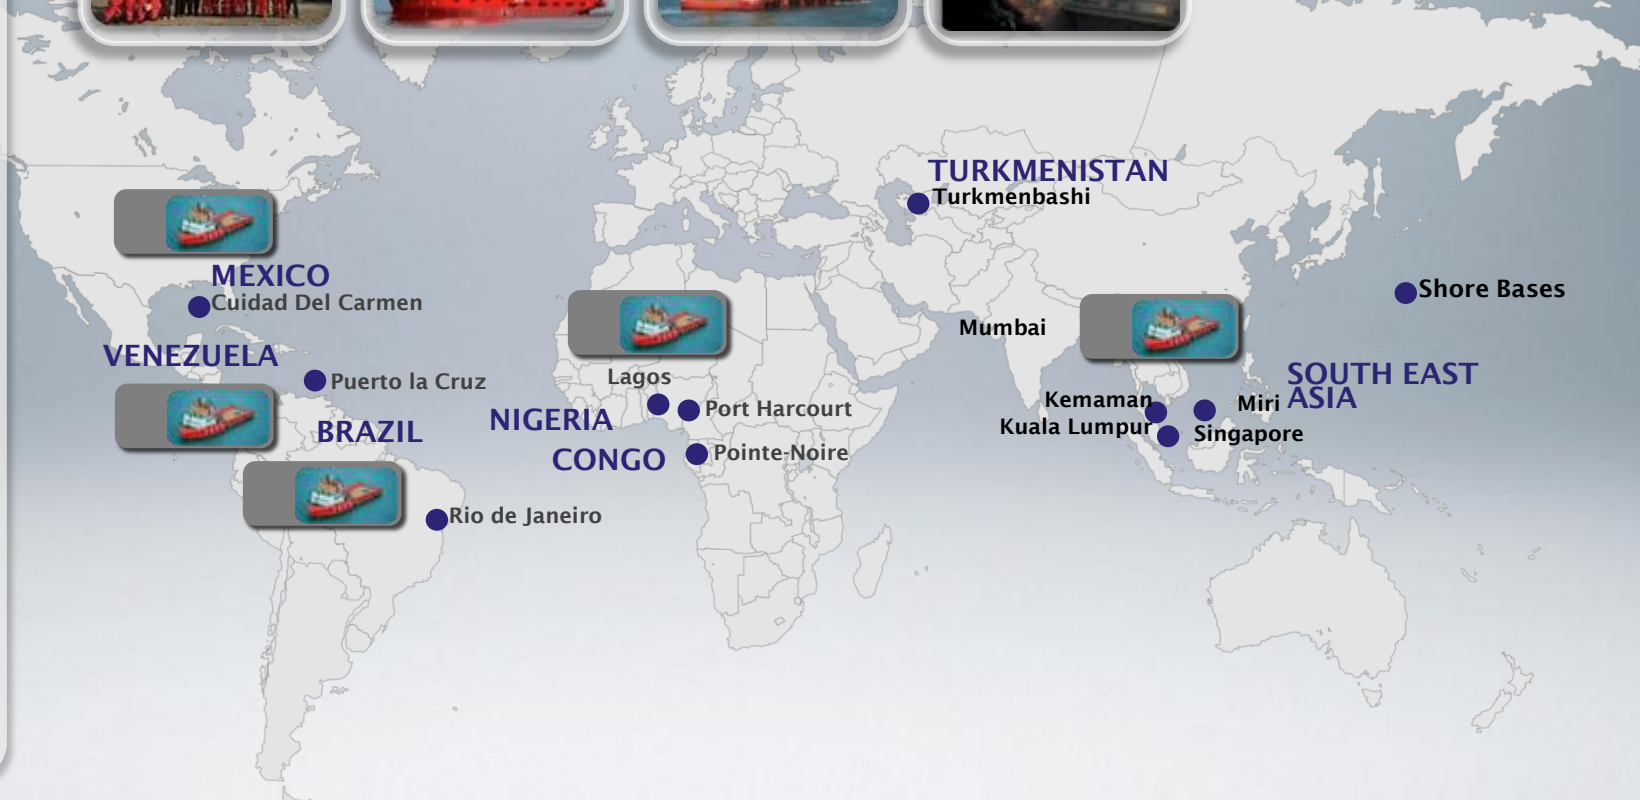 TURKMENISTAN
Turkmenbashi
MEXICO
Cuidad Del Carmen
Shore Bases
Mumbai
VENEZUELA
Puerto la Cruz
Lagos
SOUTH EAST
ASIA
Kemaman
Miri
NIGERIA
Port Harcourt
BRAZIL
Kuala Lumpur
Singapore
CONGO
Pointe-Noire
Rio de Janeiro